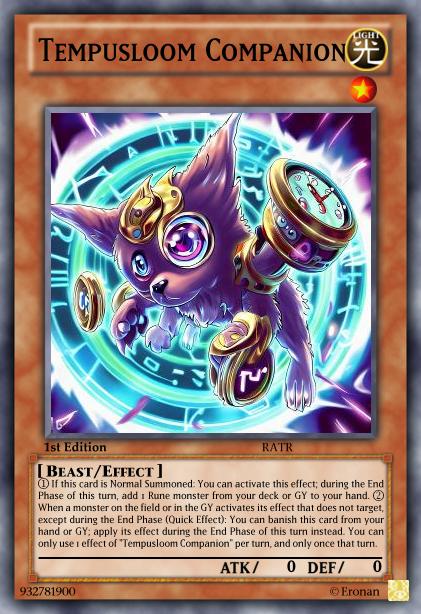 TEMPUSLOOM COMPANION
LIGHT
光
1st Edition RATR
[ BEAST/EFFECT ]
① If this card is Normal Summoned: You can activate this effect; during the End
Phase of this turn, add 1 Rune monster from your deck or GY to your hand. ②
When a monster on the field or in the GY activates its effect that does not target,
except during the End Phase (Quick Effect): You can banish this card from your
hand or GY; apply its effect during the End Phase of this turn instead. You can
only use 1 effect of "Tempusloom Companion" per turn, and only once that turn.
ATK/ 0 DEF/ 0
932781900 © Eronan